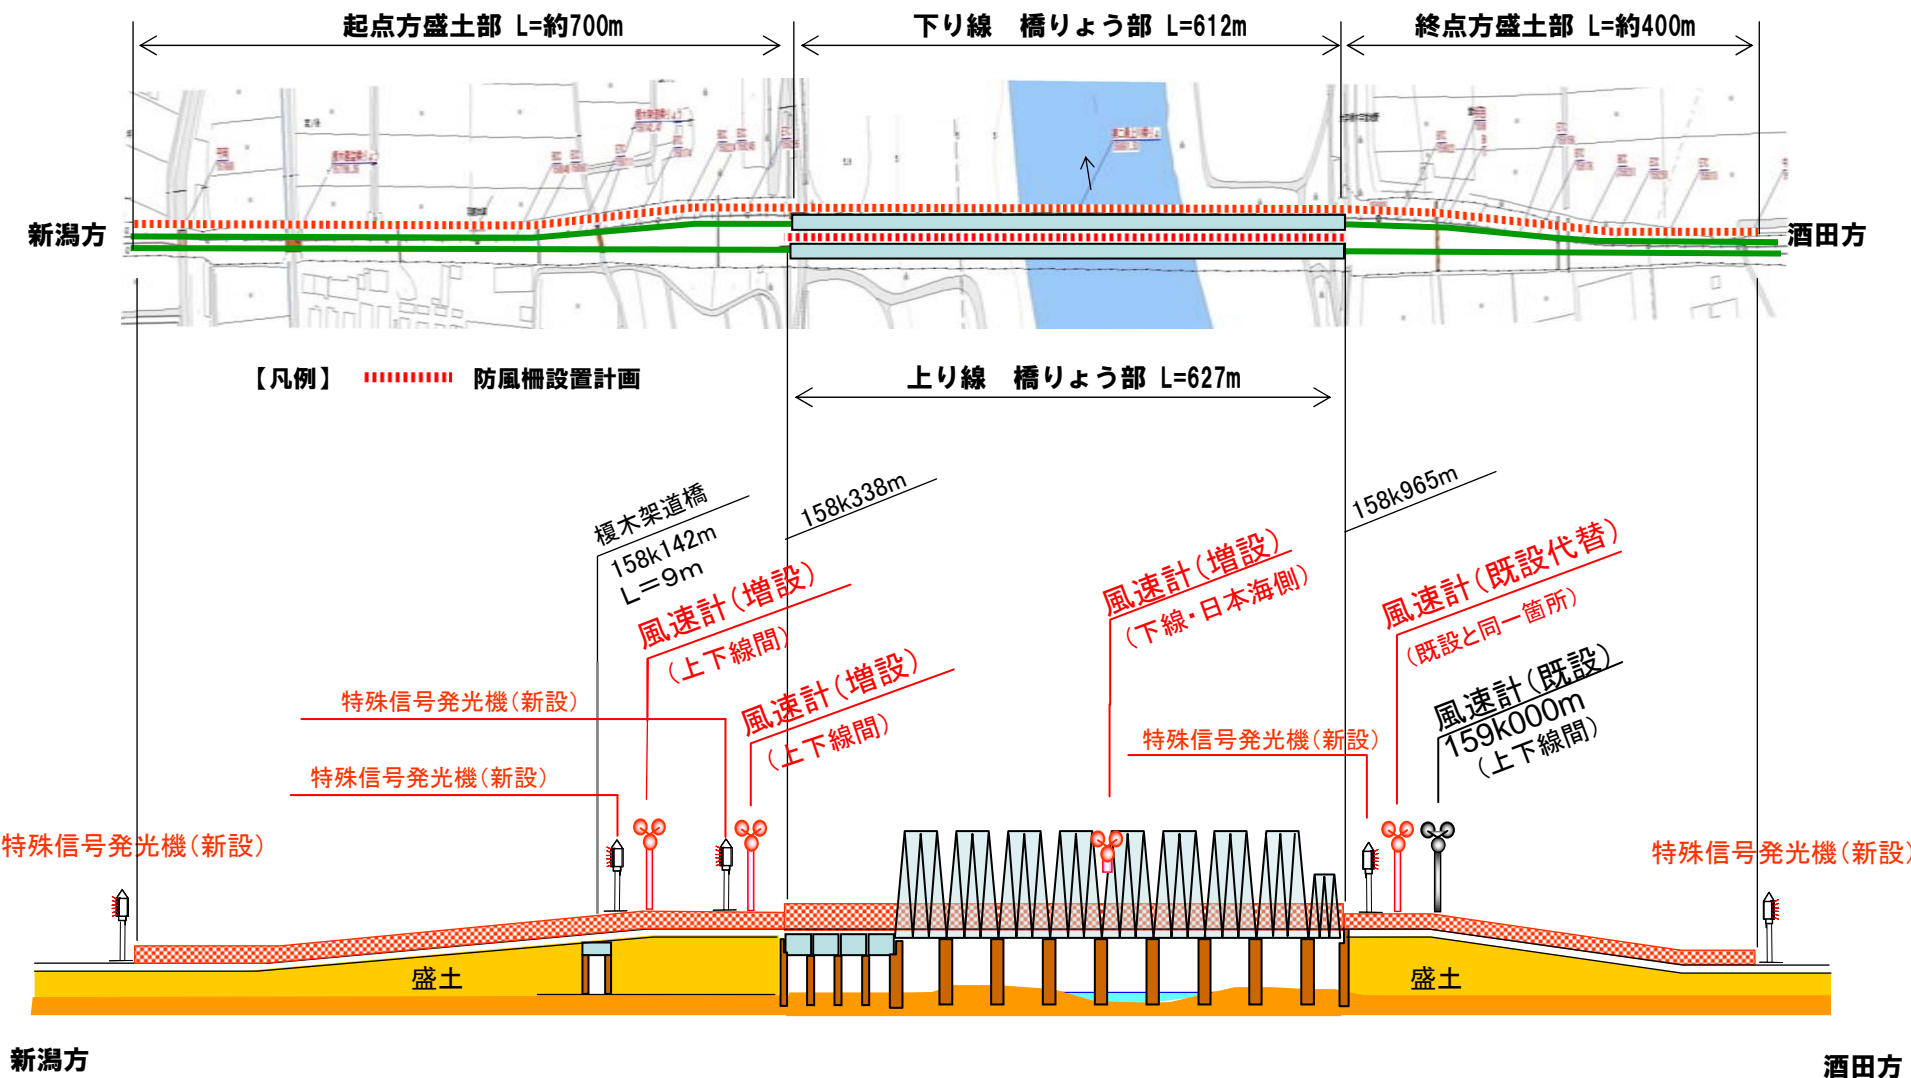 起点方盛土部 L=約700m
下り線 橋りょう部 L=612m
終点方盛土部 L=約400m
新潟方
酒田方
【凡例】 防風柵設置計画
上り線 橋りょう部 L=627m
榎木架道橋
158k142m
L=9m
158k338m
158k965m
風速計(増設)
(上下線間)
風速計(増設)
(上下線間)
風速計(増設)
(下線・日本海側)
風速計(既設代替)
(既設と同一箇所)
風速計(既設)
159k000m
(上下線間)
特殊信号発光機(新設)
特殊信号発光機(新設)
特殊信号発光機(新設)
特殊信号発光機(新設)
特殊信号発光機(新設)
盛土
盛土
新潟方
酒田方